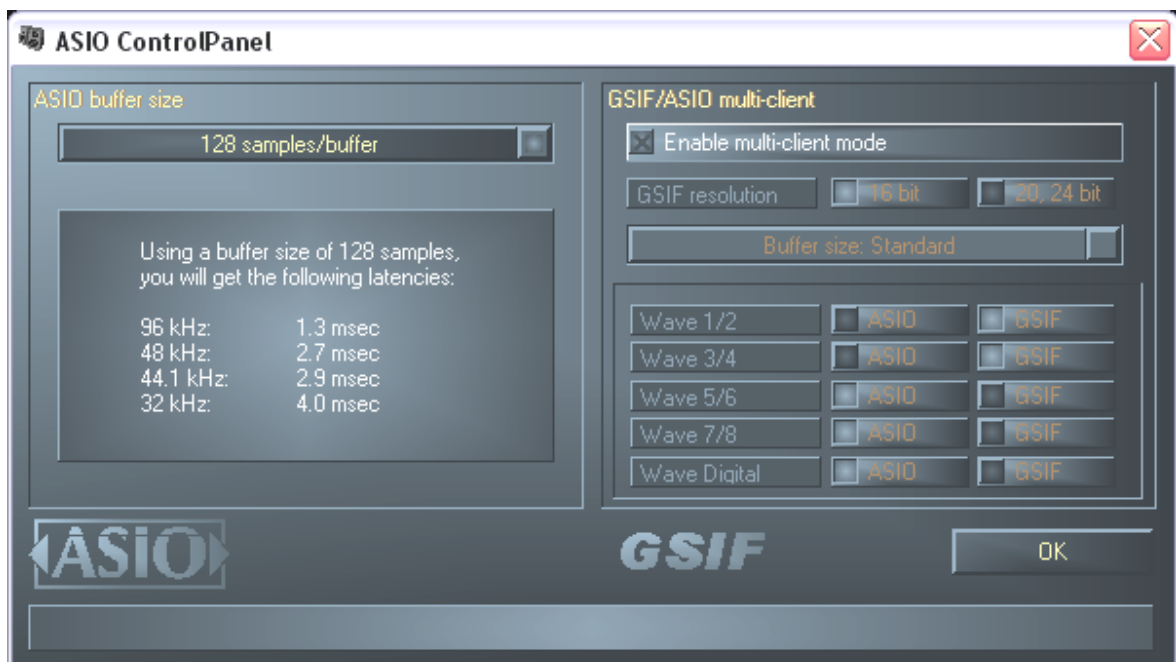 ASIO ControlPanel
ASIO buffer size
128 samples/buffer
Using a buffer size of 128 samples,
you will get the following latencies:
96 kHz: 1.3 msec
48 kHz: 2.7 msec
44.1 kHz: 2.9 msec
32 kHz: 4.0 msec
GSIF/ASIO multi-client
Enable multi-client mode
GSIF resolution 16 bit 20, 24 bit
Buffer size: Standard
Wave 1/2 ASIO GSIF
Wave 3/4 ASIO GSIF
Wave 5/6 ASIO GSIF
Wave 7/8 ASIO GSIF
Wave Digital ASIO GSIF
ASiO GSIF OK